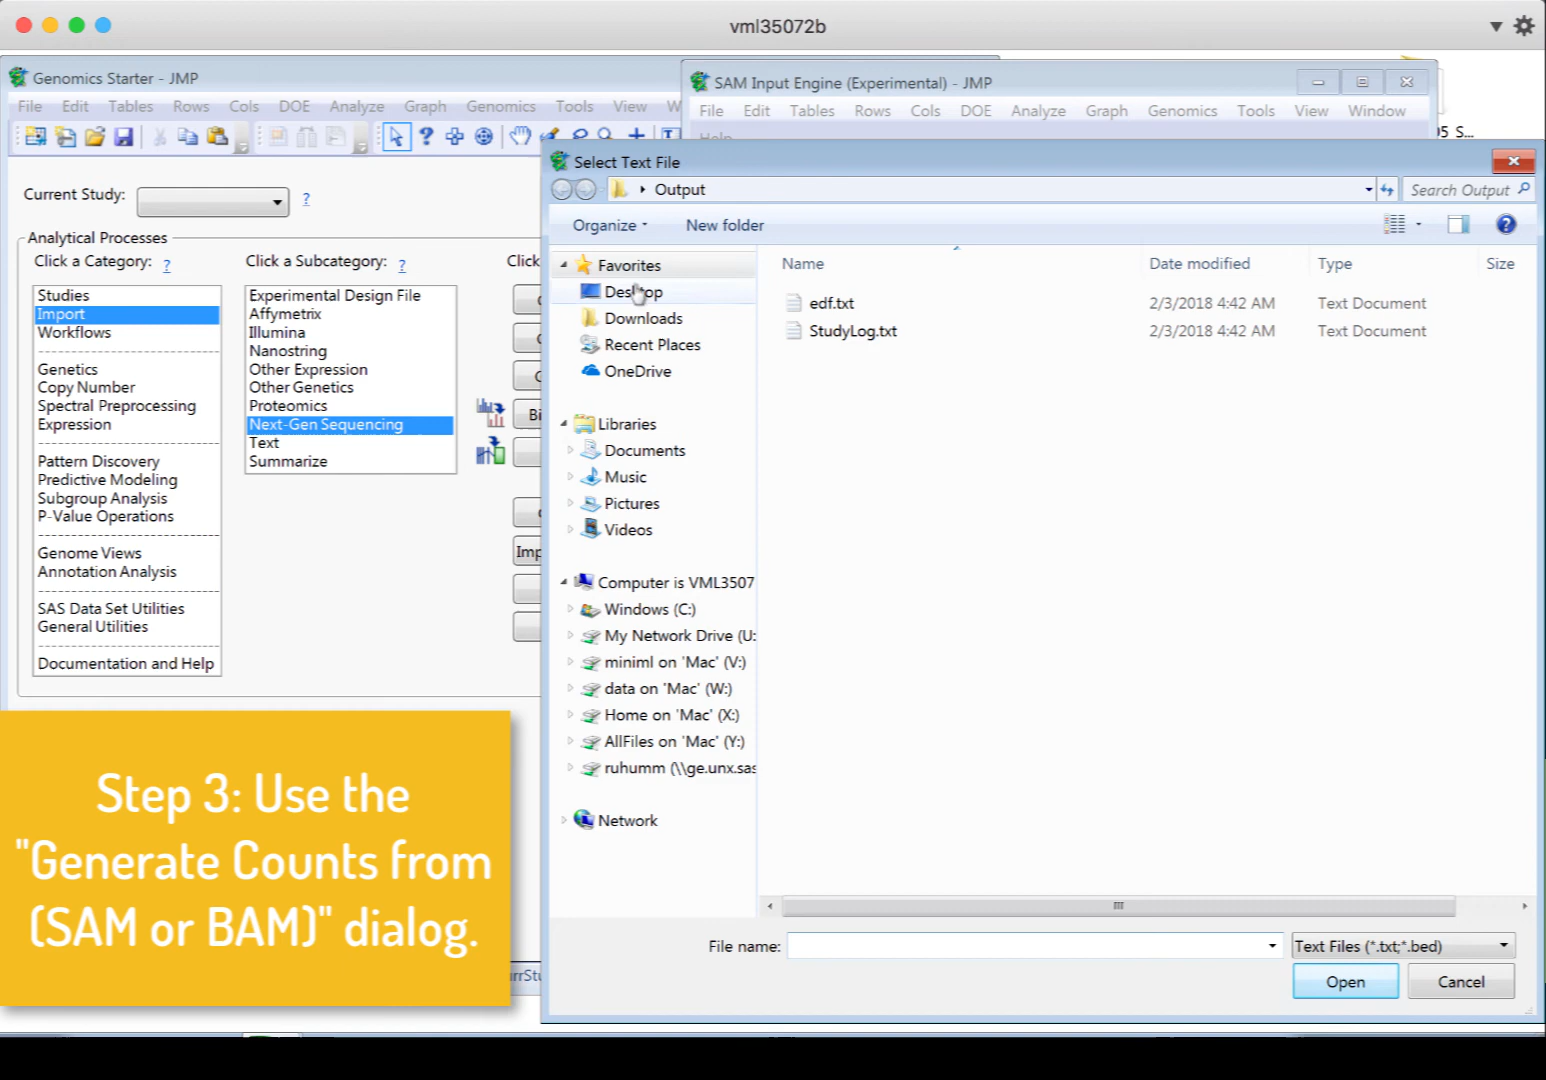 vml35072b
Genomics Starter - JMP
File Edit Tables Rows Cols DOE Analyze Graph Genomics Tools View W
SAM Input Engine (Experimental) - JMP
File Edit Tables Rows Cols DOE Analyze Graph Genomics Tools View Window
Help
05 S...
Current Study:
?
Analytical Processes
Click a Category: ?
Studies
Import
Workflows
Genetics
Copy Number
Spectral Preprocessing
Expression
Pattern Discovery
Predictive Modeling
Subgroup Analysis
P-Value Operations
Genome Views
Annotation Analysis
SAS Data Set Utilities
General Utilities
Documentation and Help
Click a Subcategory: ?
Experimental Design File
Affymetrix
Illumina
Nanostring
Other Expression
Other Genetics
Proteomics
Next-Gen Sequencing
Text
Summarize
Click
Bi
Imp
Select Text File
Output
Search Output
Organize
New folder
Favorites
Desktop
Downloads
Recent Places
OneDrive
Libraries
Documents
Music
Pictures
Videos
Computer is VML3507
Windows (C:)
My Network Drive (U:
miniml on 'Mac' (V:)
data on 'Mac' (W:)
Home on 'Mac' (X:)
AllFiles on 'Mac' (Y:)
ruhumm (\\ge.unx.sas
Network
Name Date modified Type Size
edf.txt 2/3/2018 4:42 AM Text Document
StudyLog.txt 2/3/2018 4:42 AM Text Document
File name:
Text Files (*.txt;*.bed)
Open Cancel
Step 3: Use the
"Generate Counts from
(SAM or BAM)" dialog.